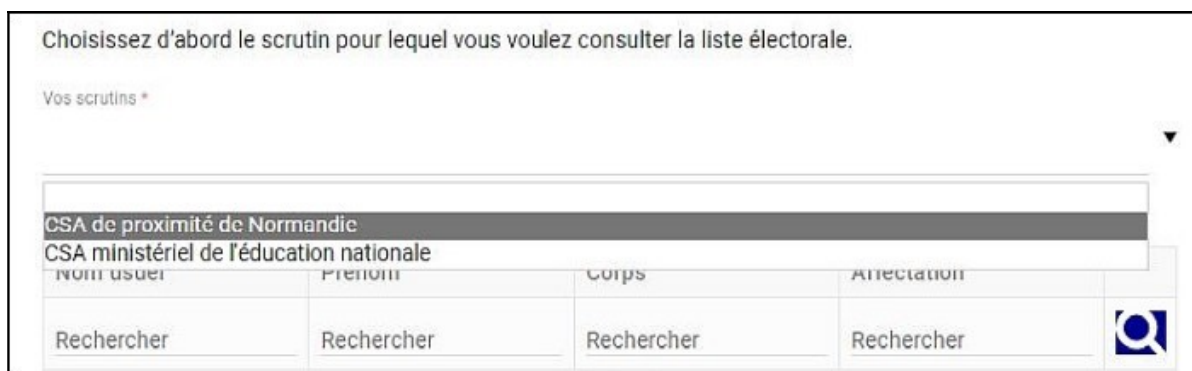 Choisissez d'abord le scrutin pour lequel vous voulez consulter la liste électorale.
Vos scrutins *
CSA de proximité de Normandie
CSA ministériel de l'éducation nationale
Nom usuel Prénom Corps Affectation
Rechercher Rechercher Rechercher Rechercher